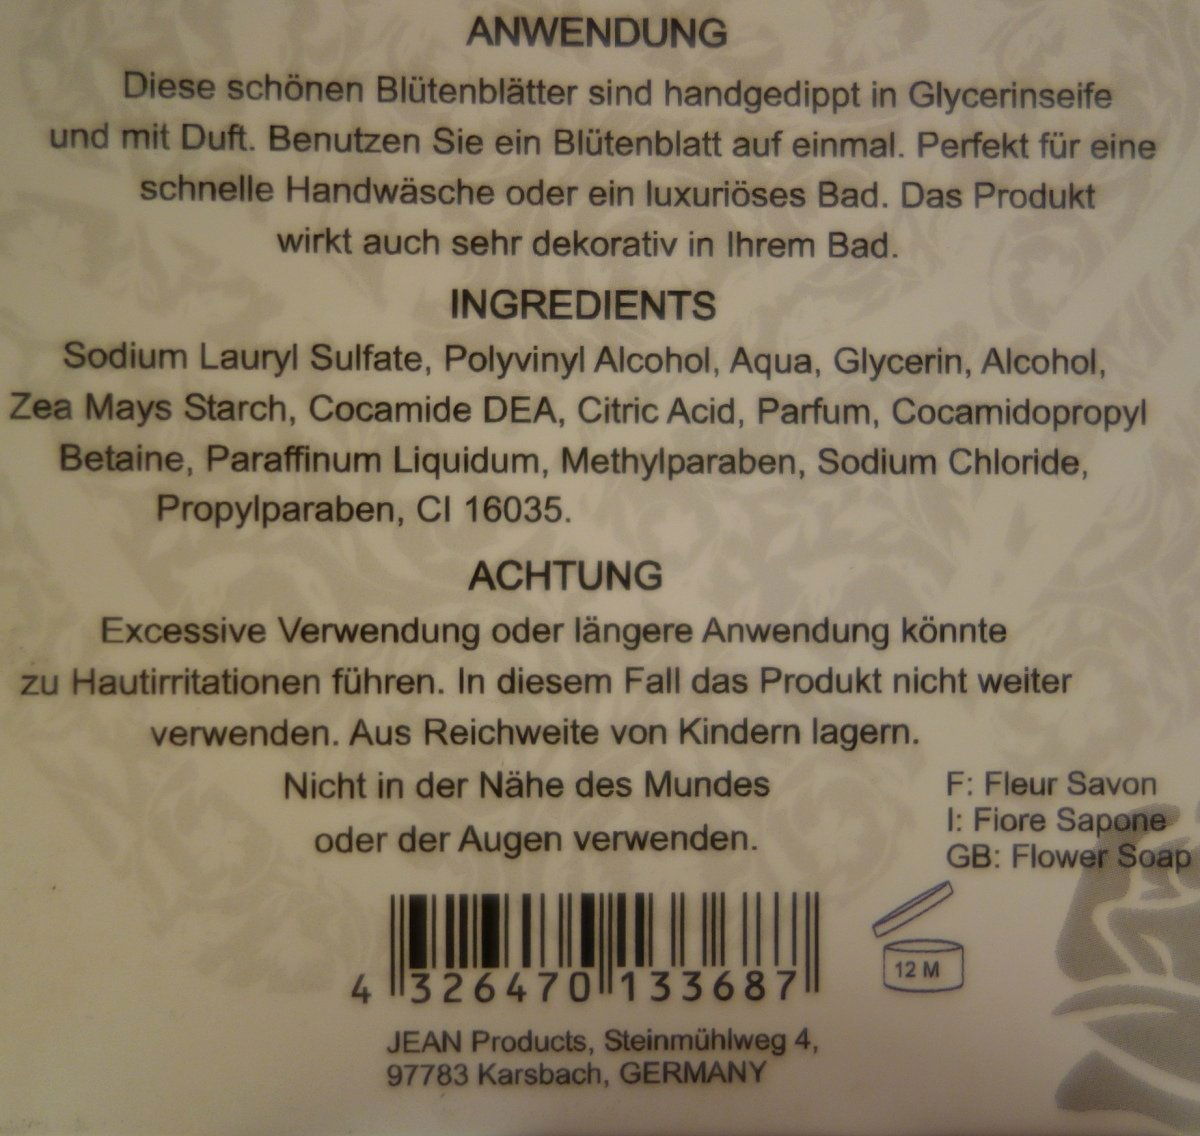 ANWENDUNG
Diese schönen Blütenblätter sind handgedippt in Glycerinseife
und mit Duft. Benutzen Sie ein Blütenblatt auf einmal. Perfekt für eine
schnelle Handwäsche oder ein luxuriöses Bad. Das Produkt
wirkt auch sehr dekorativ in Ihrem Bad.
INGREDIENTS
Sodium Lauryl Sulfate, Polyvinyl Alcohol, Aqua, Glycerin, Alcohol,
Zea Mays Starch, Cocamide DEA, Citric Acid, Parfum, Cocamidopropyl
Betaine, Paraffinum Liquidum, Methylparaben, Sodium Chloride,
Propylparaben, CI 16035.
ACHTUNG
Excessive Verwendung oder längere Anwendung könnte
zu Hautirritationen führen. In diesem Fall das Produkt nicht weiter
verwenden. Aus Reichweite von Kindern lagern.
Nicht in der Nähe des Mundes
oder der Augen verwenden.
F: Fleur Savon
I: Fiore Sapone
GB: Flower Soap
12 M
4 326470 133687
JEAN Products, Steinmühlweg 4,
97783 Karsbach, GERMANY